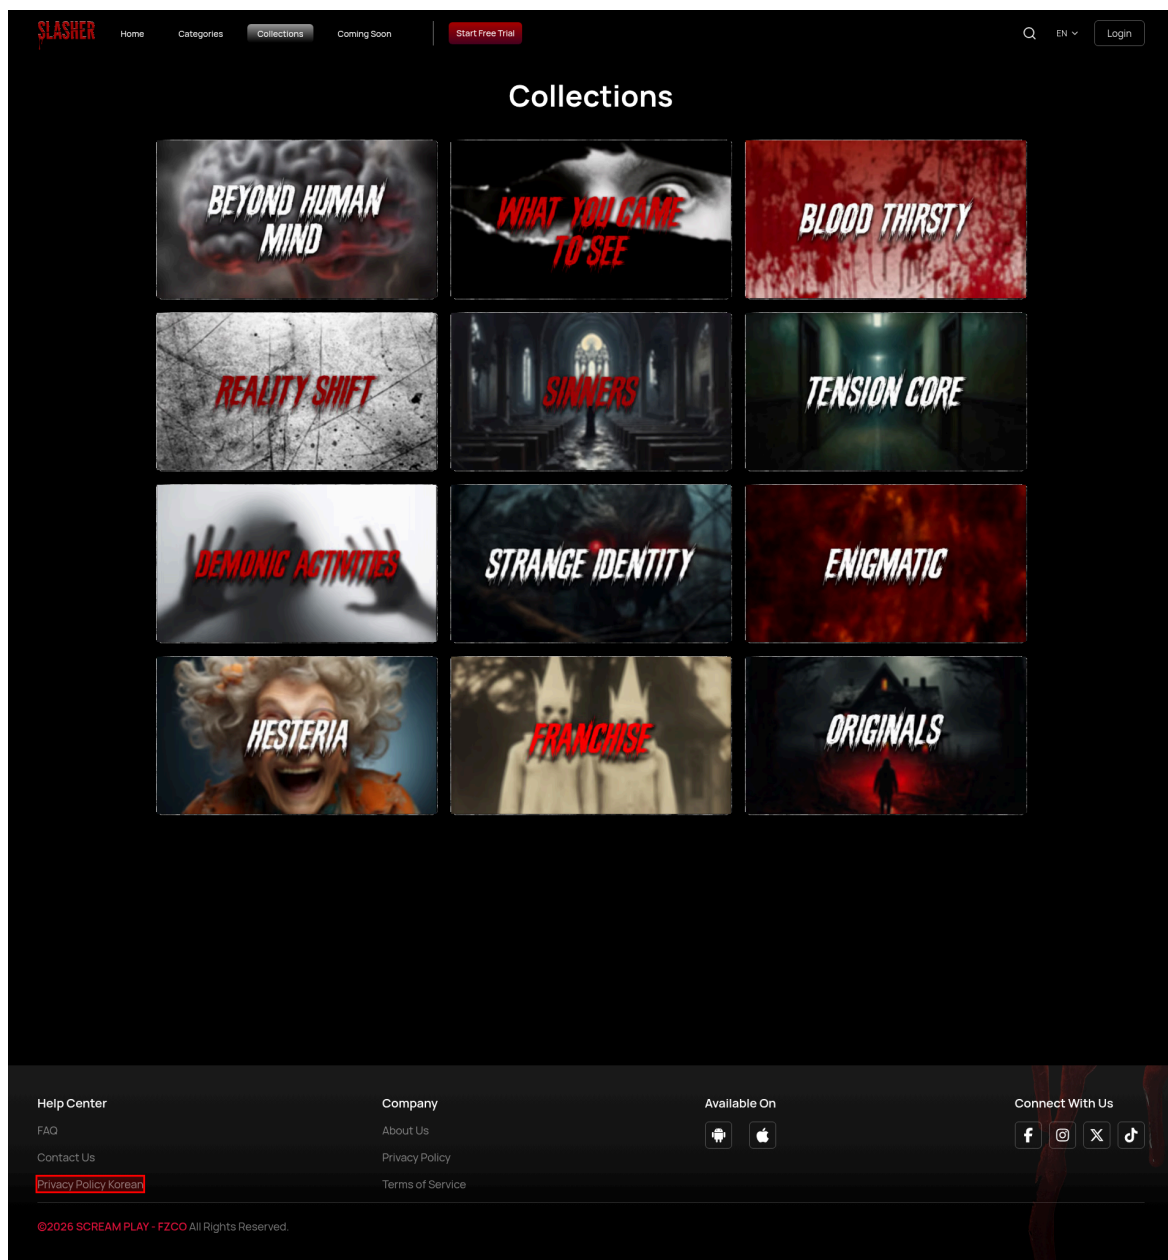 SLASHER
Home
Categories
Collections
Coming Soon
Start Free Trial
EN
Login
Collections
BEYOND HUMAN
MIND
WHAT YOU CAME
TO SEE
BLOOD THIRSTY
REALITY SHIFT
SINNERS
TENSION CORE
DEMONIC ACTIVITIES
STRANGE IDENTITY
ENIGMATIC
HESTERIA
FRANCHISE
ORIGINALS
Help Center
FAQ
Contact Us
Privacy Policy Korean
Company
About Us
Privacy Policy
Terms of Service
Available On
Connect With Us
©2026 SCREAM PLAY - FZCO All Rights Reserved.